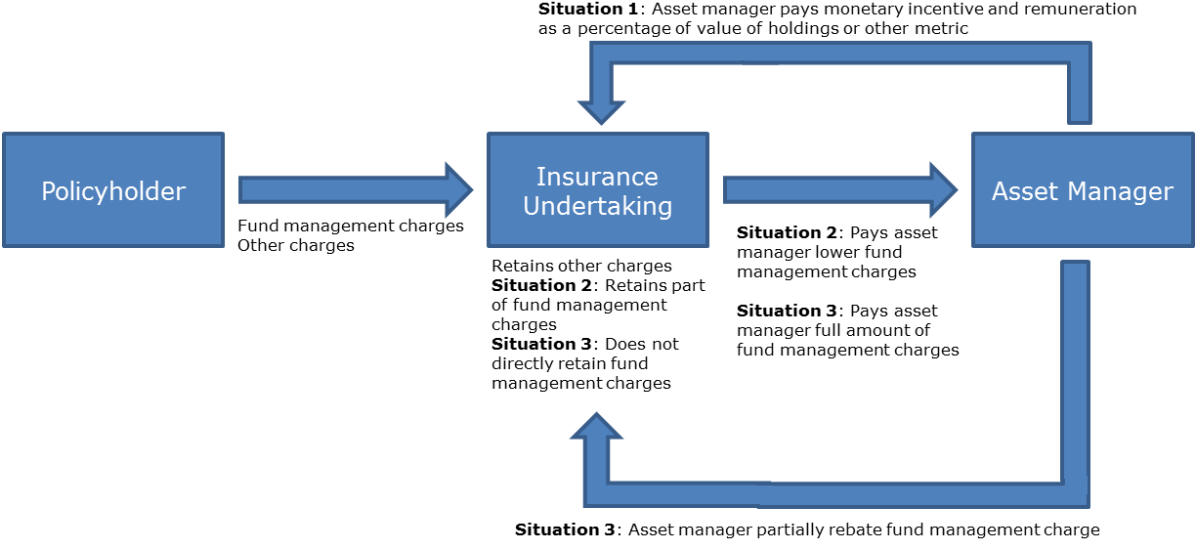 Situation 1: Asset manager pays monetary incentive and remuneration
as a percentage of value of holdings or other metric
Policyholder
Fund management charges
Other charges
Insurance
Undertaking
Retains other charges
Situation 2: Retains part
of fund management
charges
Situation 3: Does not
directly retain fund
management charges
Situation 2: Pays asset
manager lower fund
management charges
Situation 3: Pays asset
manager full amount of
fund management charges
Asset Manager
Situation 3: Asset manager partially rebate fund management charge